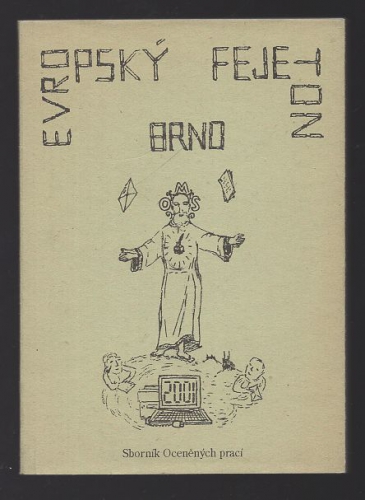 EVROPSKÝ FEJETON
BRNO
OMS
2001
Sborník Oceněných prací